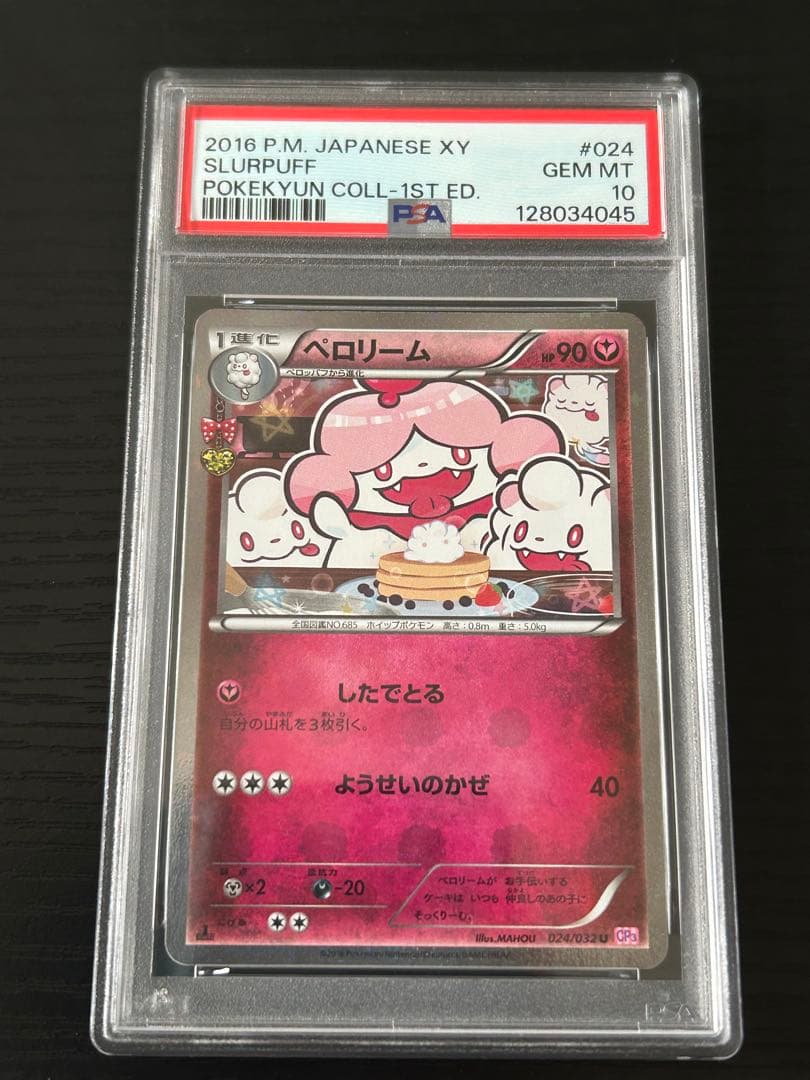 2016 P.M. JAPANESE XY #024
SLURPUFF GEM MT
POKEKYUN COLL-1ST ED. 10
PSA 128034045
1進化 ペロリーム HP90
ペロッパフから進化
全国図鑑NO.685 ホイップポケモン 高さ:0.8m 重さ:5.0kg
したでとる
自分の山札を3枚引く。
ようせいのかぜ 40
弱点 抵抗力
×2 -20
ペロリームが お手伝いする
ケーキは いつも 仲良しのあの子に
そっくりーむ。
Illus.MAHOU 024/032 U CP3
PSA